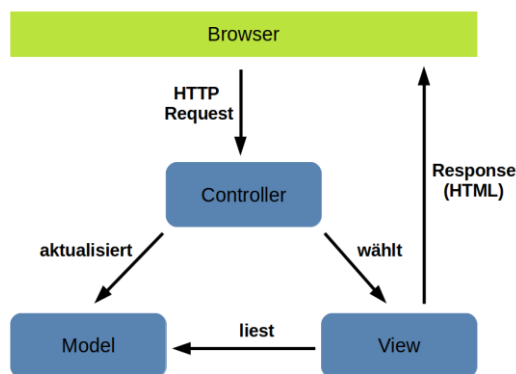 Browser
HTTP
Request
Response
(HTML)
Controller
aktualisiert
wählt
liest
Model
View